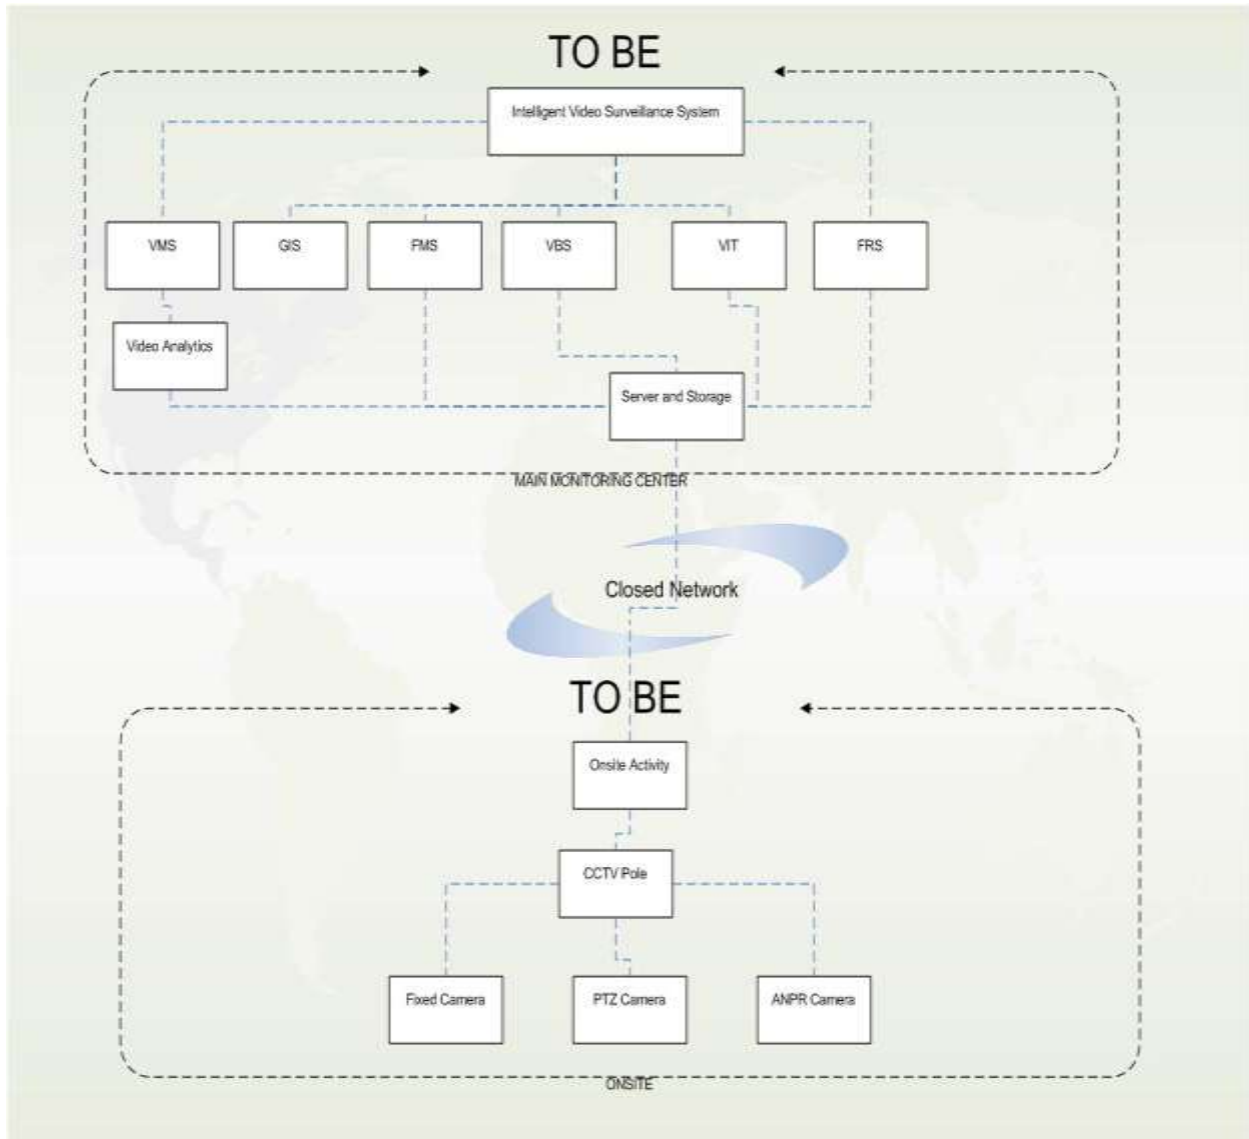 TO BE
Intelligent Video Surveillance System
VMS
GIS
FMS
VBS
VIT
FRS
Video Analytics
Server and Storage
MAIN MONITORING CENTER
Closed Network
TO BE
Onsite Activity
CCTV Pole
Fixed Camera
PTZ Camera
ANPR Camera
ONSITE